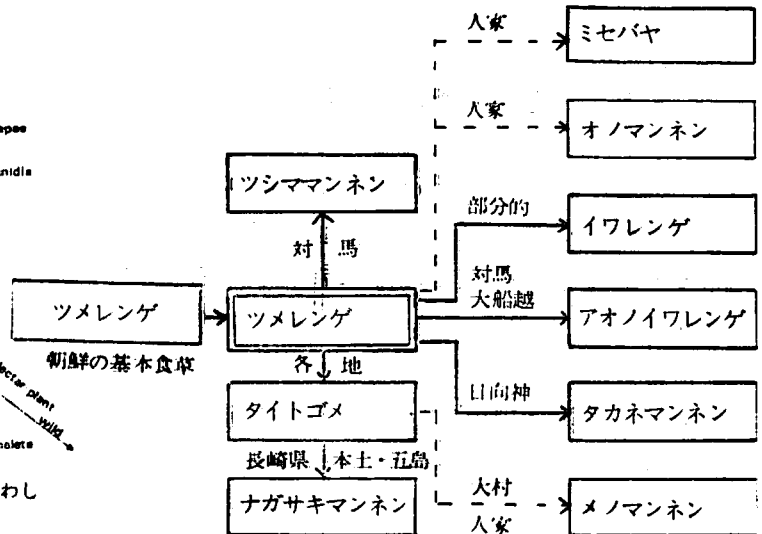 人家
ミセバヤ
人家
オノマンネン
ツシママンネン
部分的
イワレンゲ
対馬
対馬
大船越
ツメレンゲ
ツメレンゲ
アオノイワレンゲ
朝鮮の基本食草
各地
日向神
タイトゴメ
タカネマンネン
長崎県 本土・五島
ナガサキマンネン
大村
人家
メノマンネン
plant
wild
わし